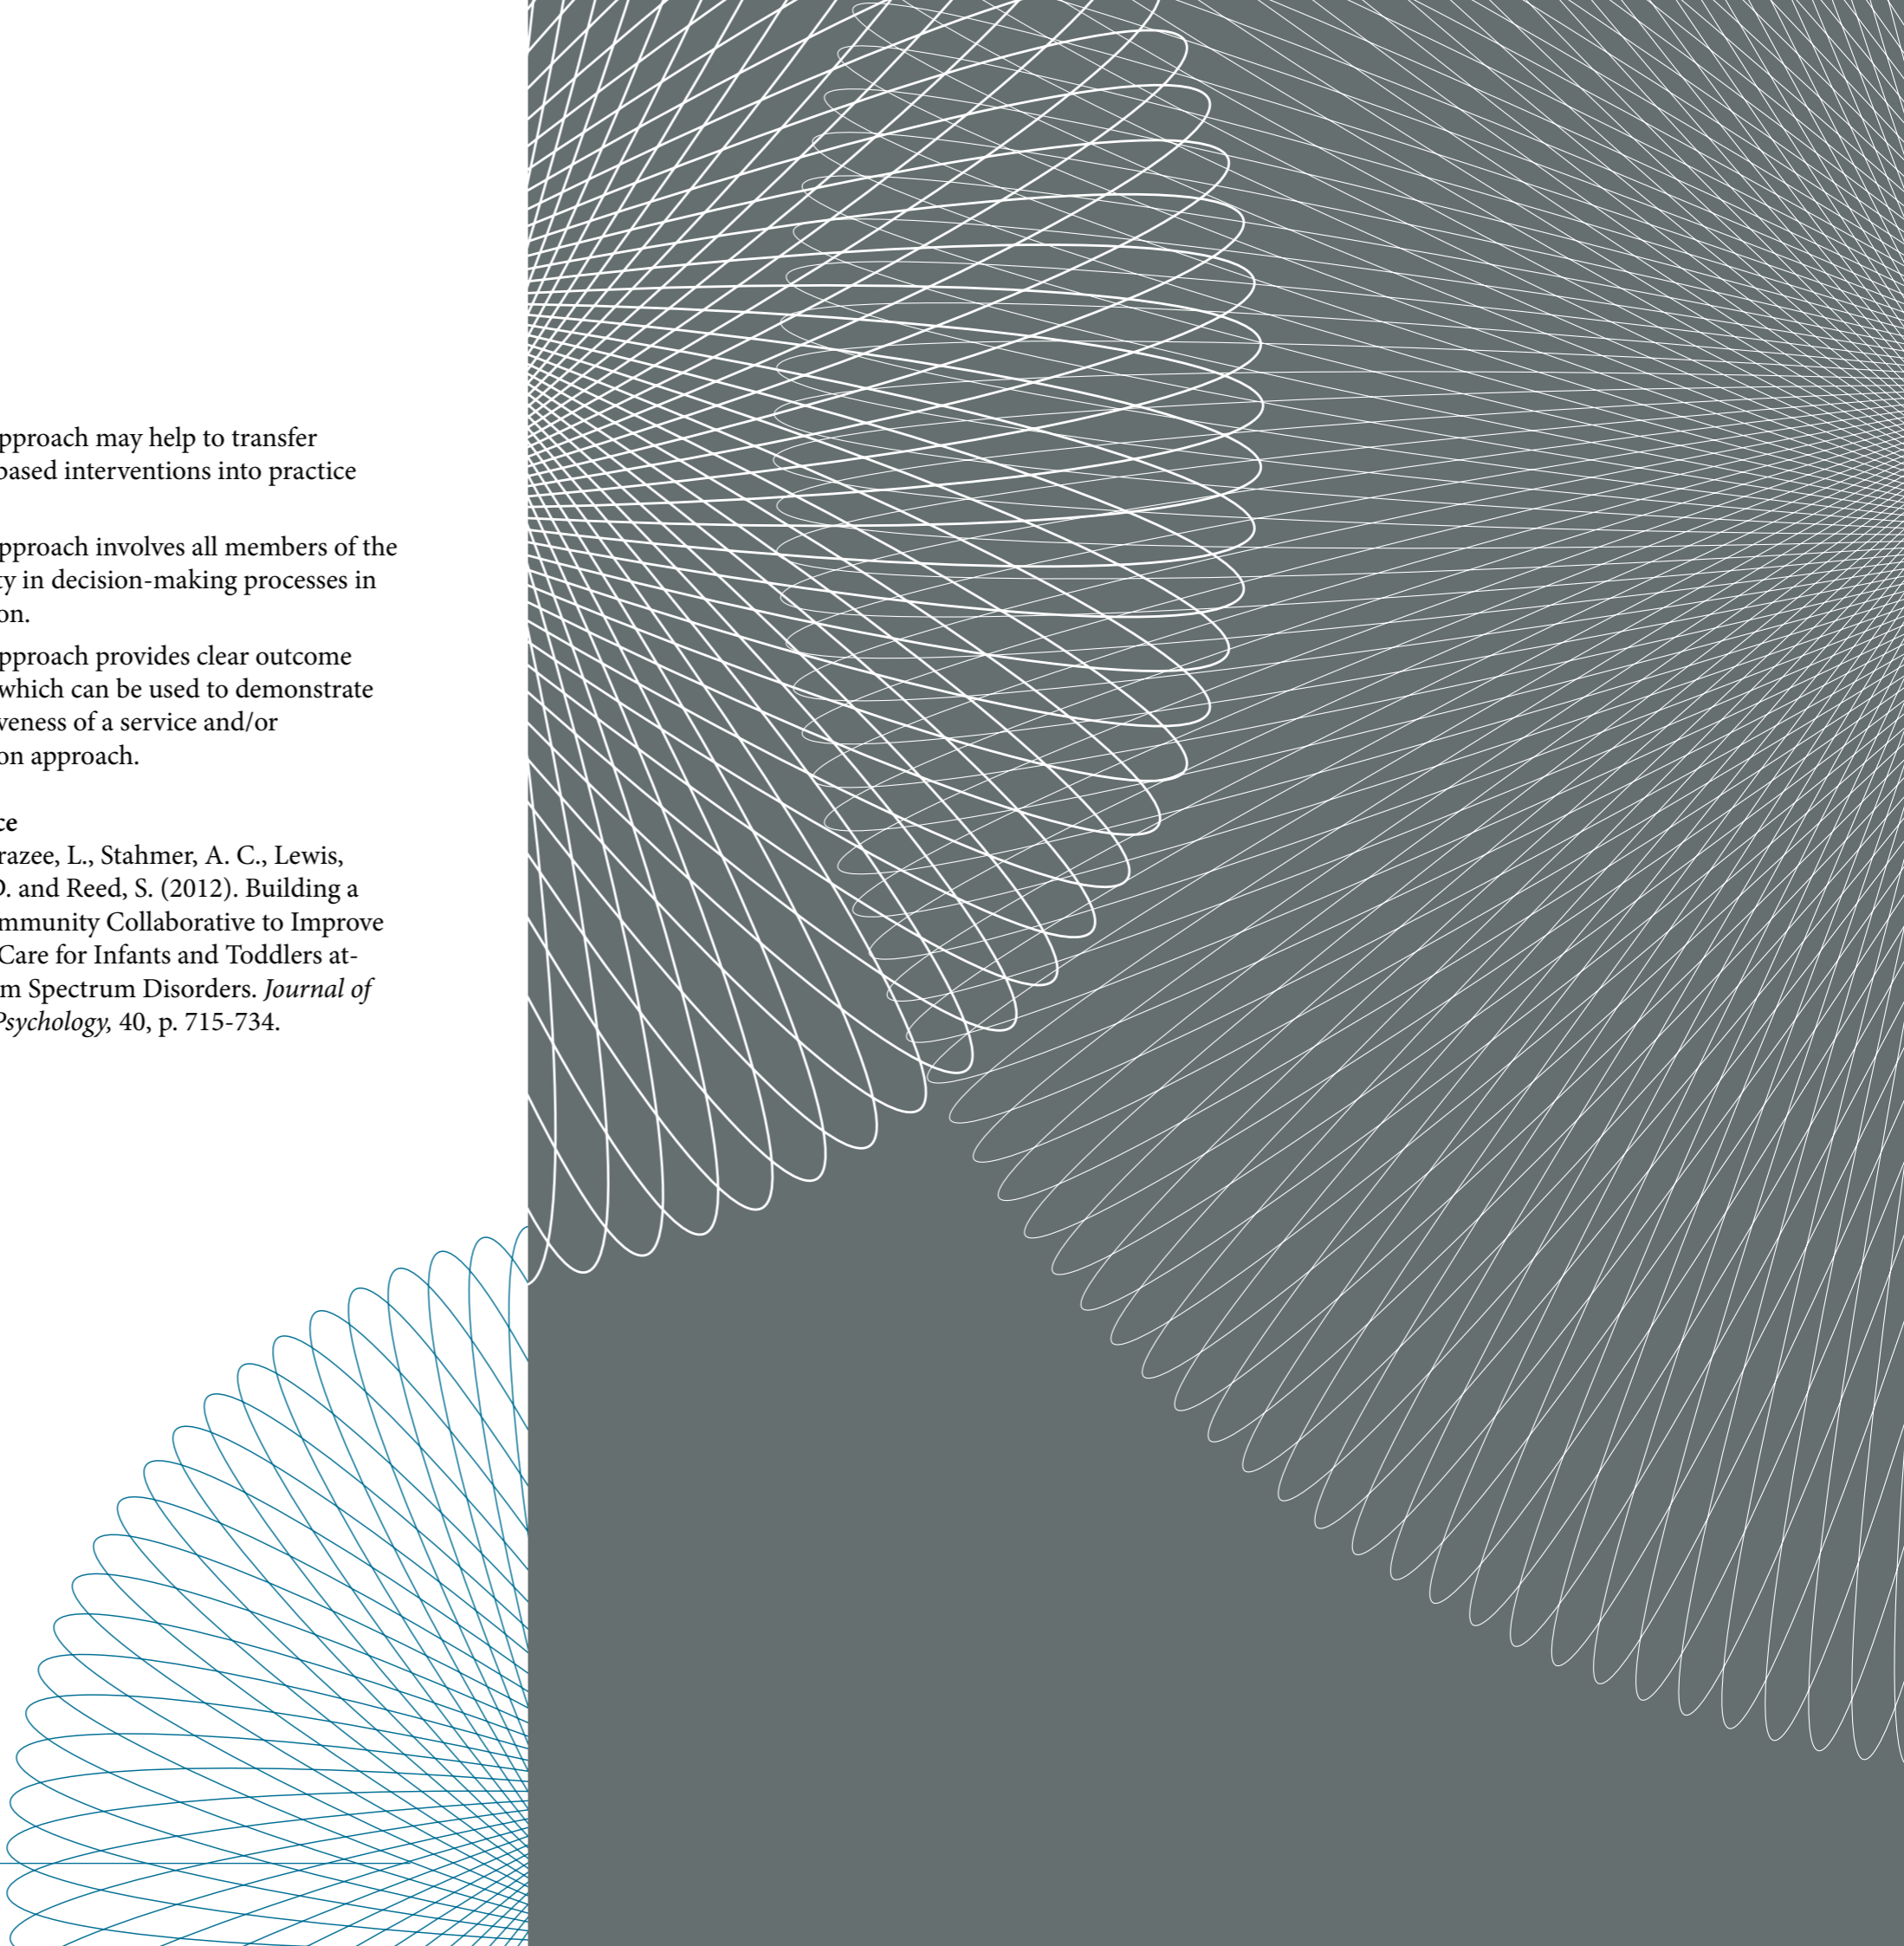 pproach may help to transfer
based interventions into practice
pproach involves all members of the
ty in decision-making processes in
on.
pproach provides clear outcome
which can be used to demonstrate
veness of a service and/or
on approach.
ce
razee, L., Stahmer, A. C., Lewis,
D. and Reed, S. (2012). Building a
mmunity Collaborative to Improve
Care for Infants and Toddlers at-
m Spectrum Disorders. Journal of
Psychology, 40, p. 715-734.